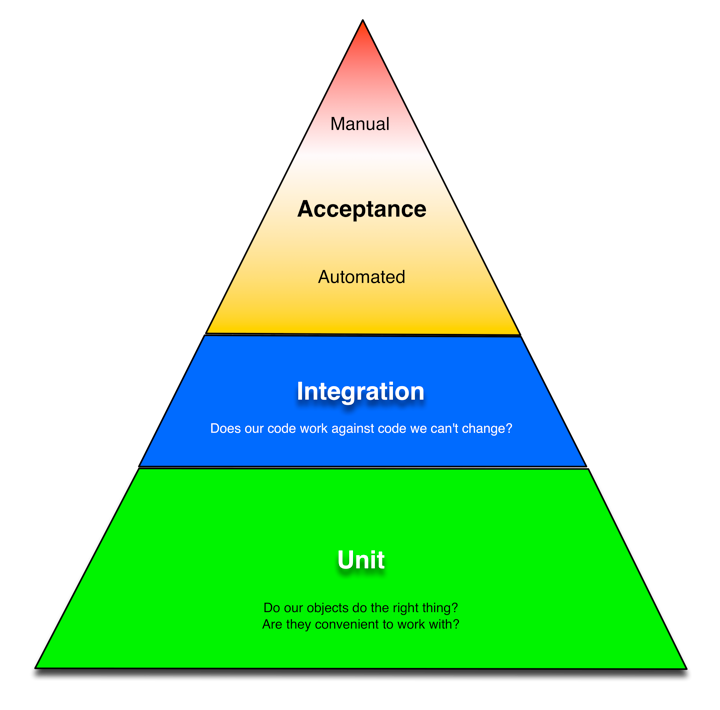 Manual
Acceptance
Automated
Integration
Does our code work against code we can't change?
Unit
Do our objects do the right thing?
Are they convenient to work with?